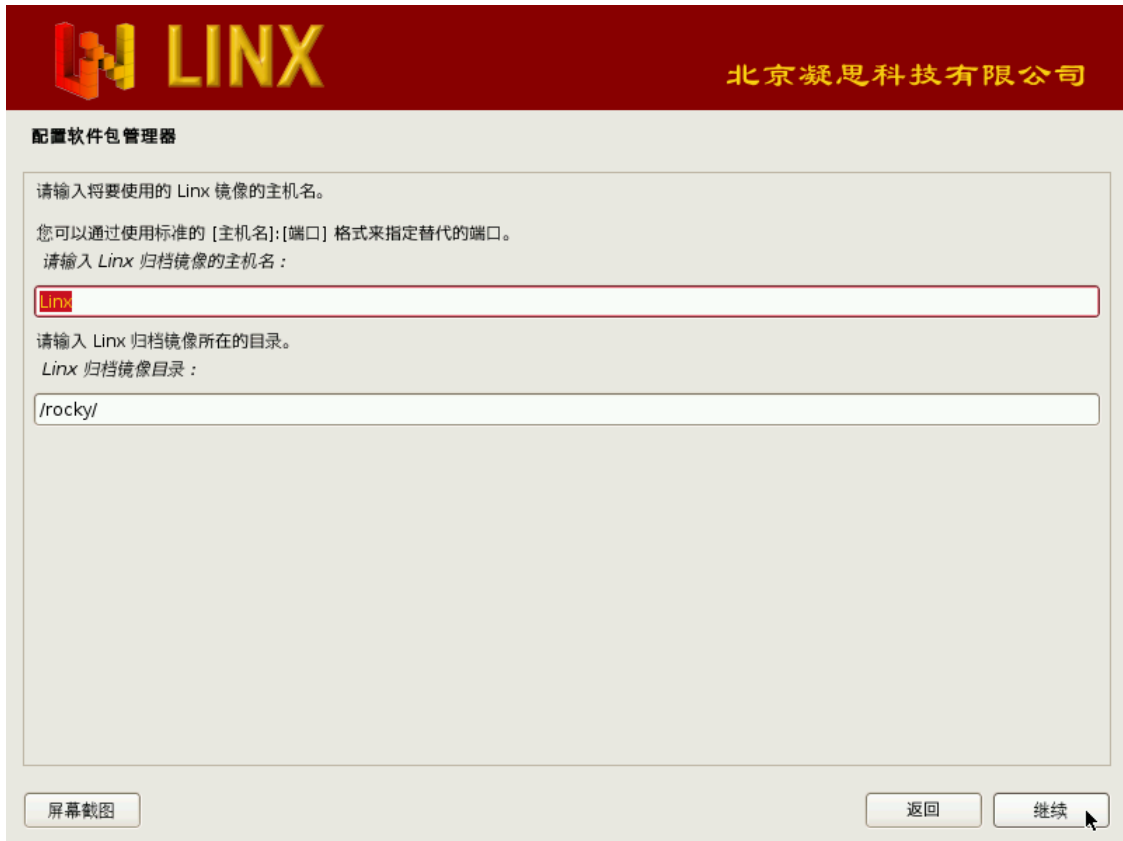 LINX
北京凝思科技有限公司
配置软件包管理器
请输入将要使用的 Linx 镜像的主机名。
您可以通过使用标准的 [主机名]:[端口] 格式来指定替代的端口。
请输入 Linx 归档镜像的主机名：
Linx
请输入 Linx 归档镜像所在的目录。
Linx 归档镜像目录：
/rocky/
屏幕截图
返回
继续